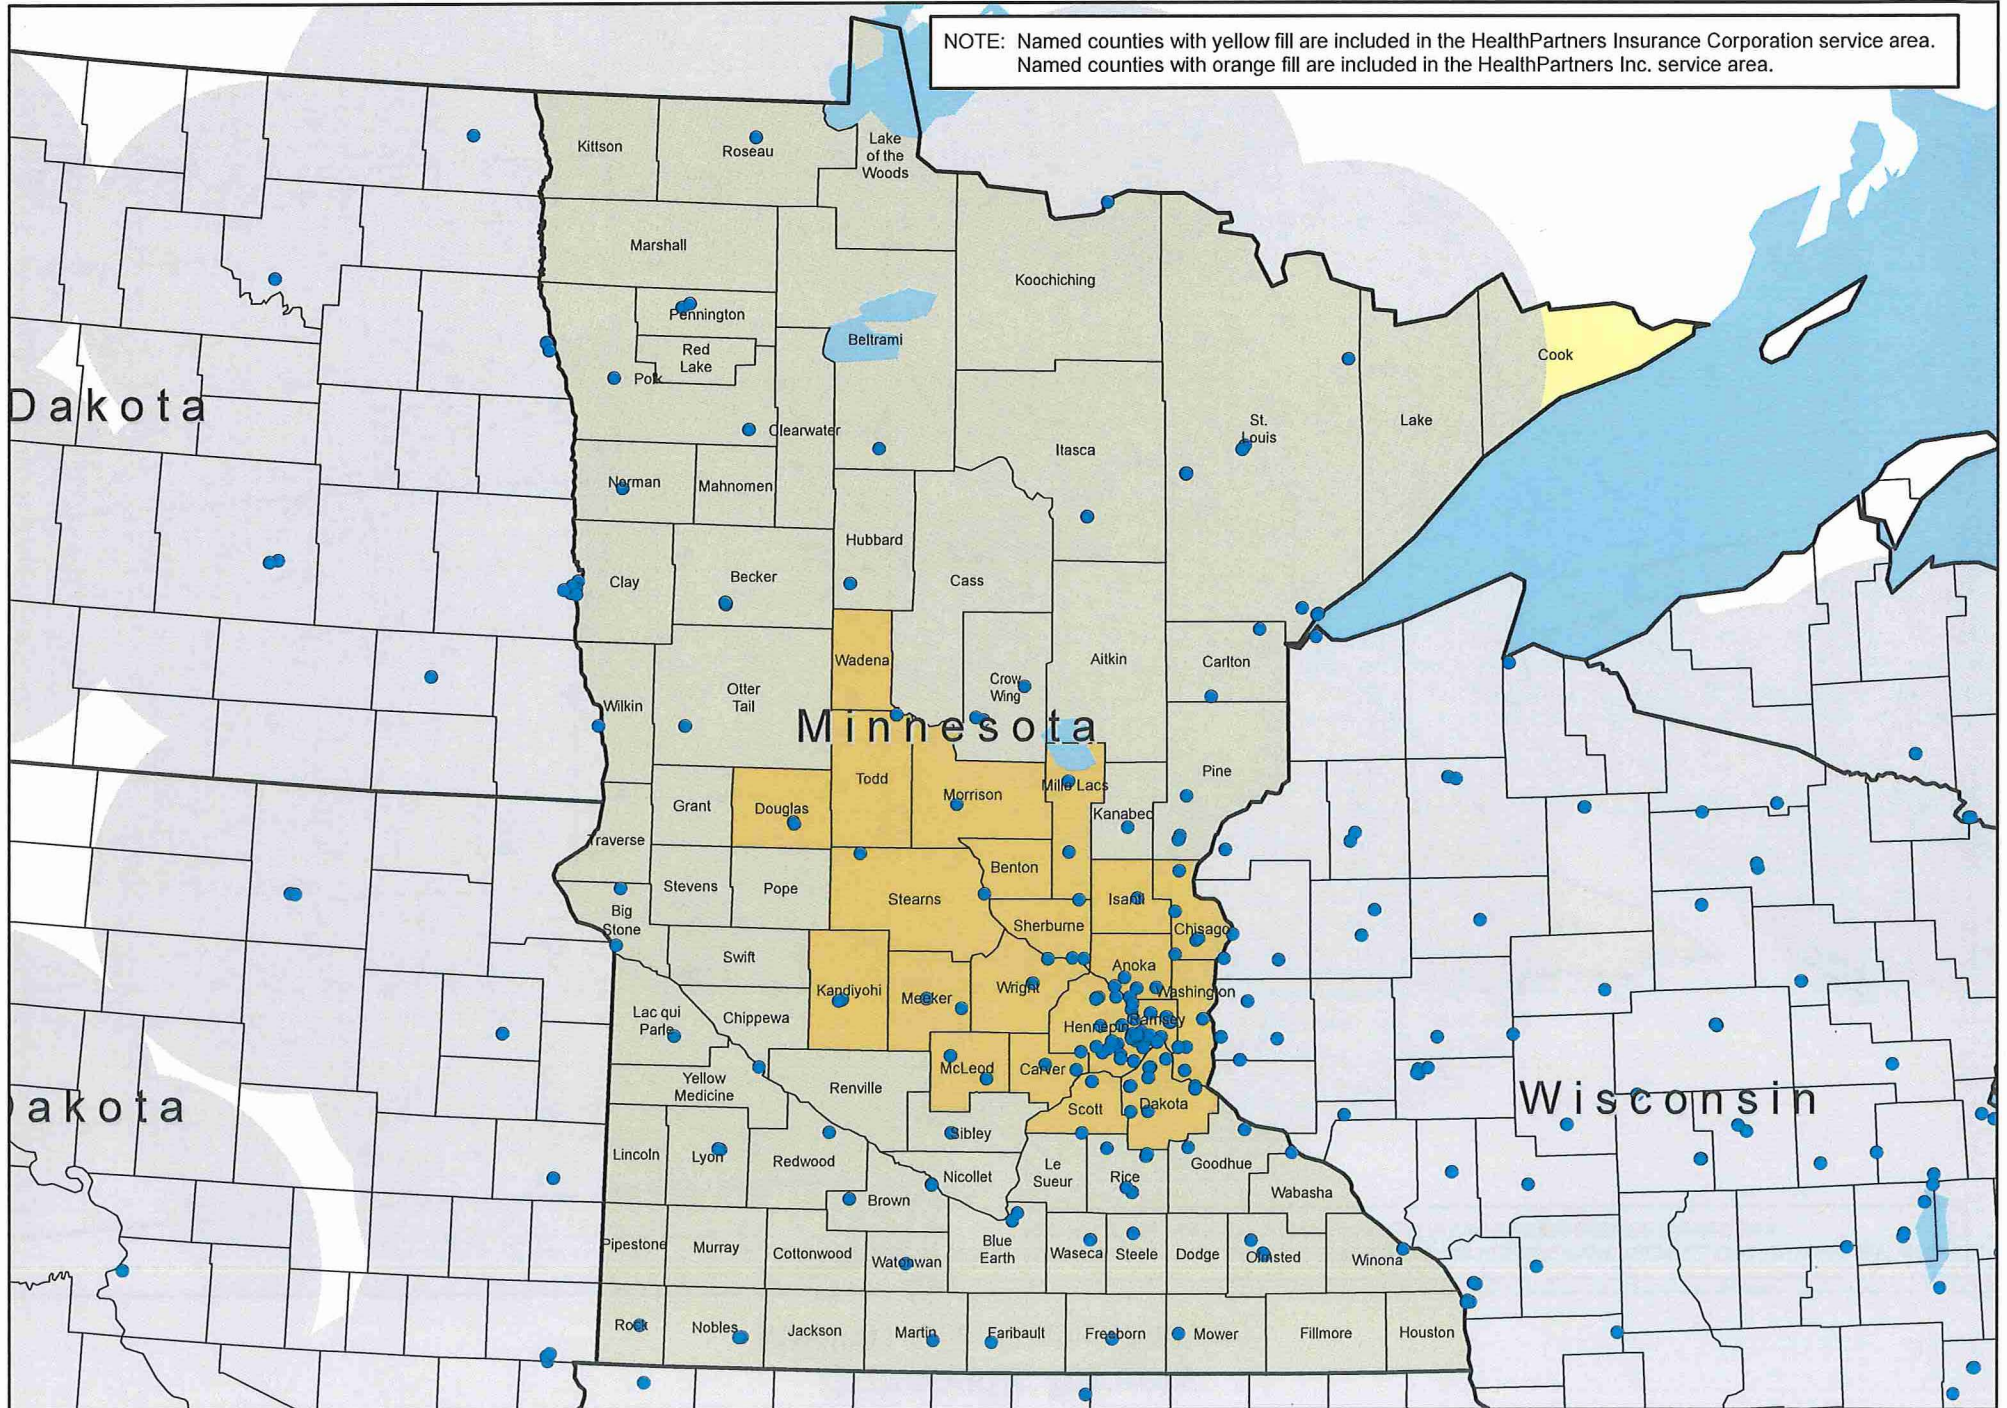 NOTE: Named counties with yellow fill are included in the HealthPartners Insurance Corporation service area.
Named counties with orange fill are included in the HealthPartners Inc. service area.
Kittson
Roseau
Lake
of the
Woods
Marshall
Koochiching
Pennington
Beltrami
Red
Lake
Polk
Cook
Dakota
Clearwater
St.
Louis
Lake
Itasca
Norman
Mahnomen
Hubbard
Clay
Becker
Cass
Wadena
Aitkin
Carlton
Otter
Tail
Crow
Wing
Wilkin
Minnesota
Todd
Pine
Morrison
Mille Lacs
Grant
Douglas
Kanabec
Traverse
Benton
Stevens
Pope
Stearns
Isanti
Big
Stone
Sherburne
Chisago
Swift
Anoka
Kandiyohi
Meeker
Wright
Washington
Lac qui
Parle
Chippewa
Hennepin
Ramsey
McLeod
Carver
Yellow
Medicine
Renville
Scott
Dakota
Dakota
Wisconsin
Sibley
Lincoln
Lyon
Redwood
Nicollet
Le
Sueur
Rice
Goodhue
Brown
Wabasha
Pipestone
Murray
Cottonwood
Watonwan
Blue
Earth
Waseca
Steele
Dodge
Olmsted
Winona
Rock
Nobles
Jackson
Martin
Faribault
Freeborn
Mower
Fillmore
Houston